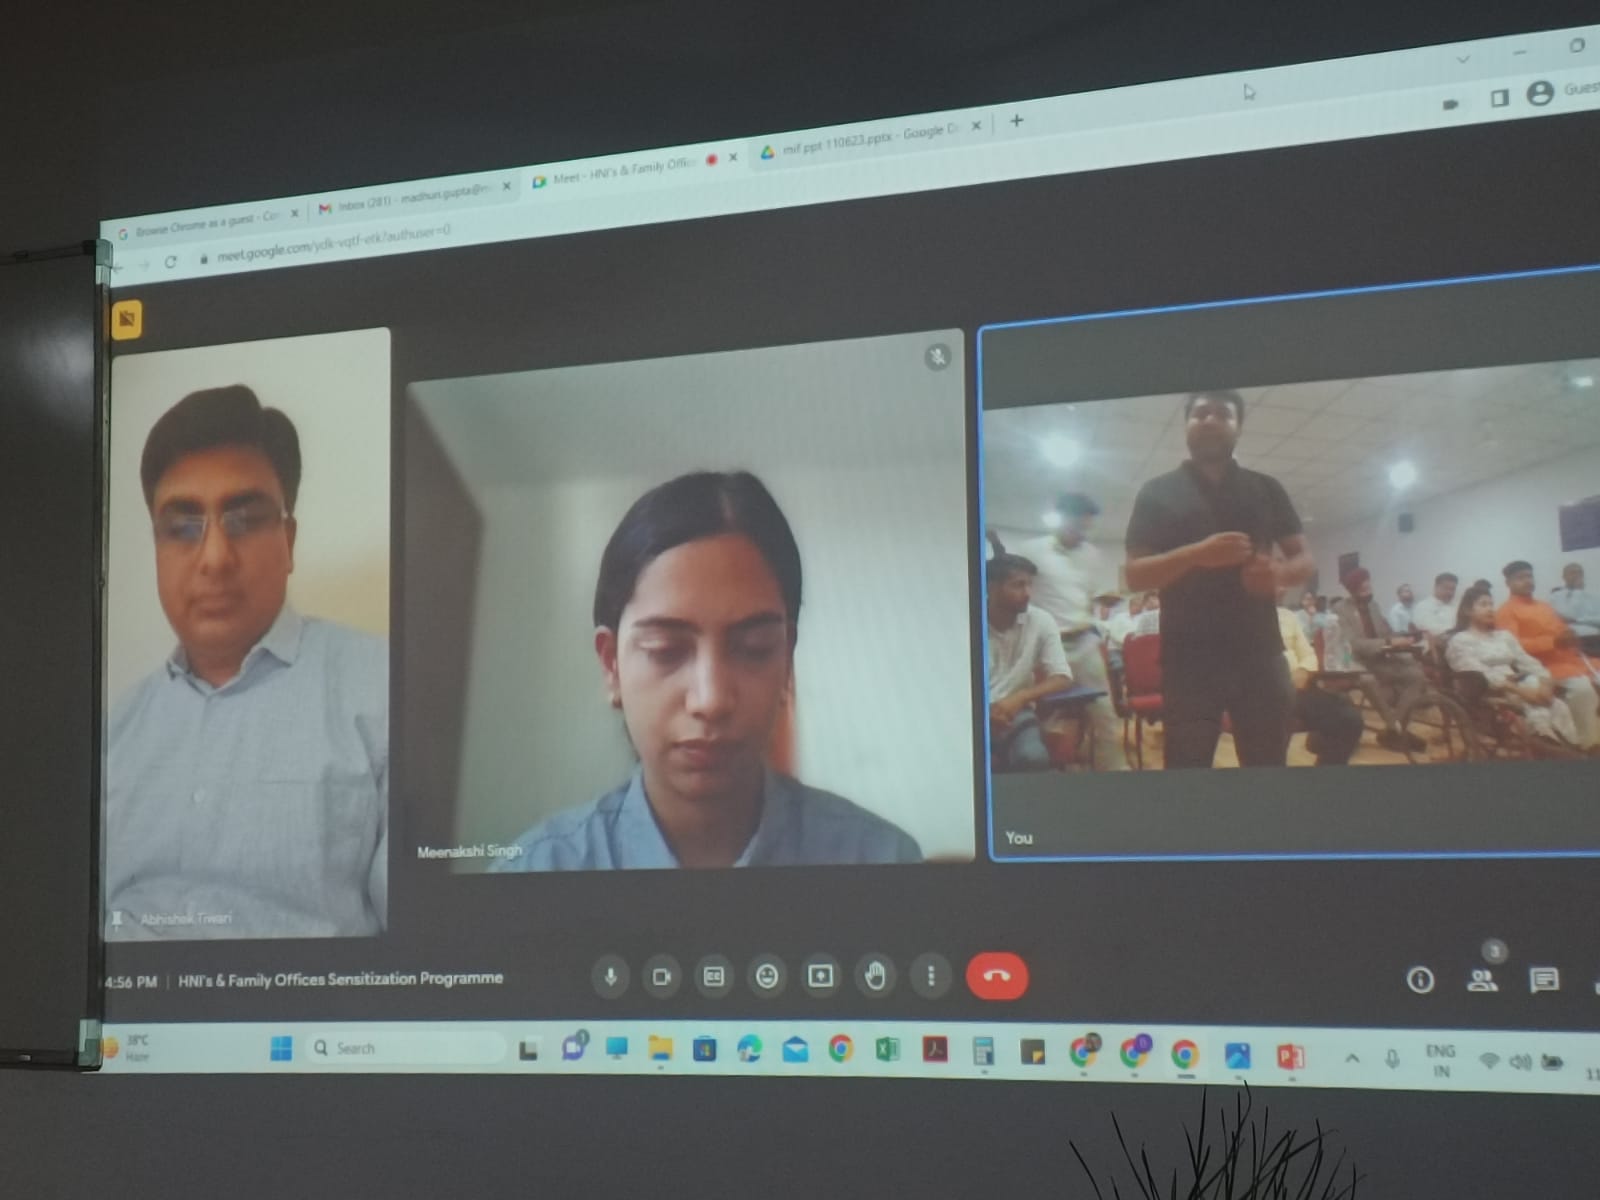 Browse Chrome as a guest - Co
Inbox (281) - madhuri.gupta@m
Meet - HNI's & Family Offic
mif ppt 110623.pptx - Google D
Guest
meet.google.com/ydk-vqtf-etk?authuser=0
Abhishek Tiwari
Meenakshi Singh
You
4:56 PM | HNI's & Family Offices Sensitization Programme
3
38°C
Haze
Search
1
ENG
IN
11